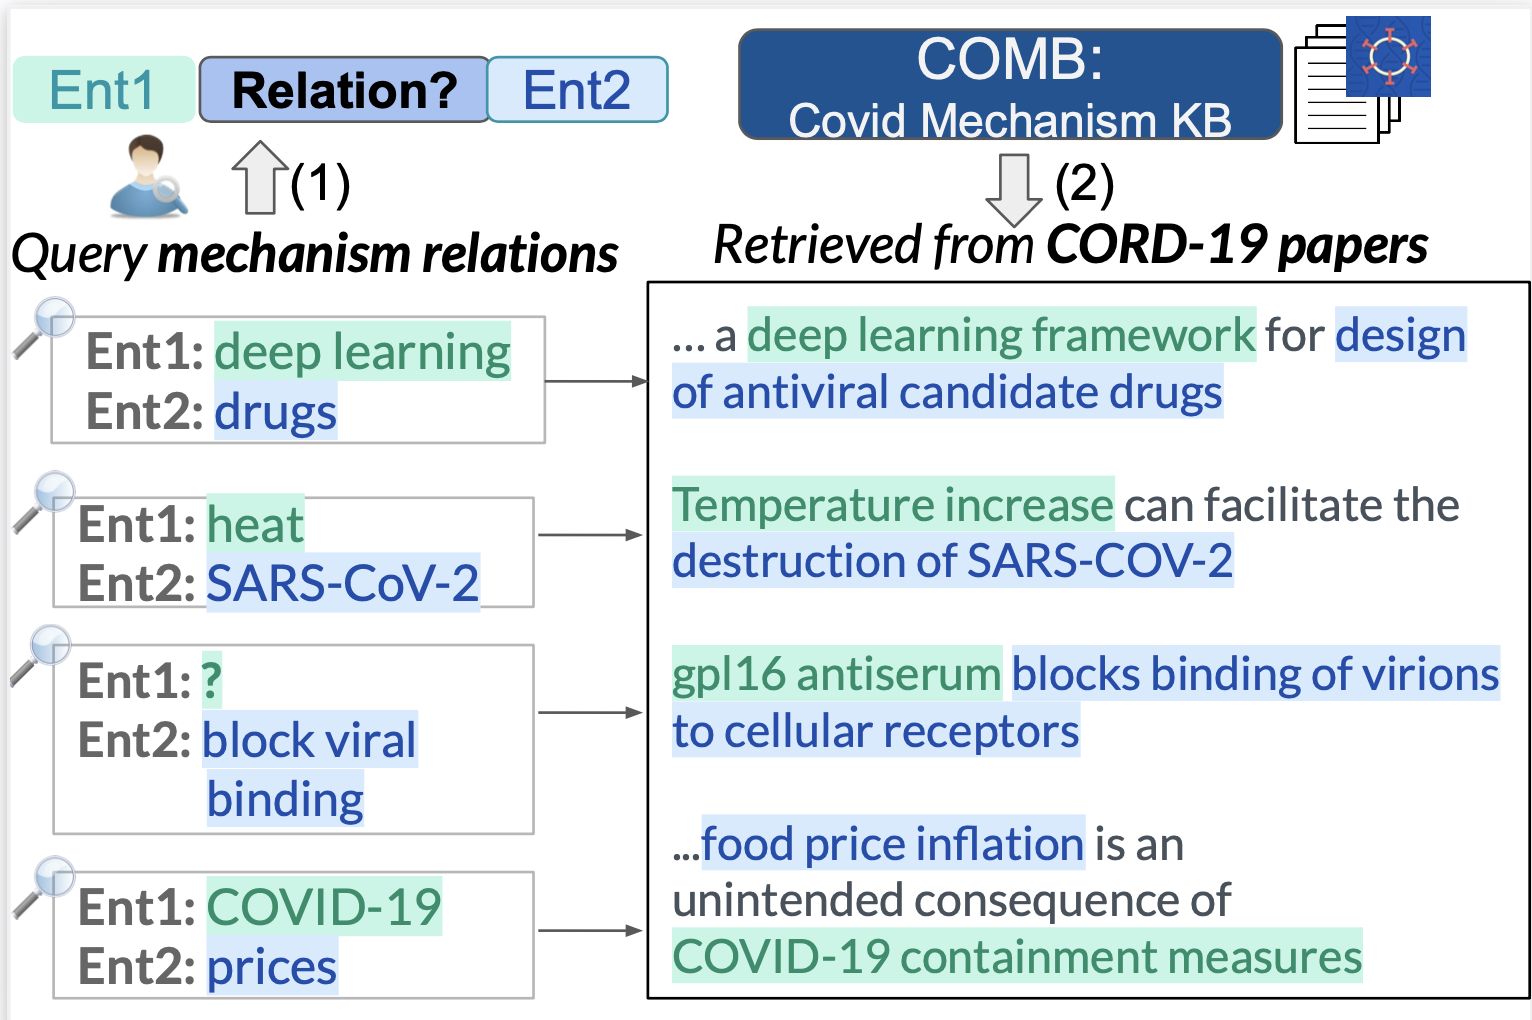 Ent1 Relation? Ent2
COMB:
Covid Mechanism KB
(1)
(2)
Query mechanism relations
Retrieved from CORD-19 papers
Ent1: deep learning
Ent2: drugs
... a deep learning framework for design
of antiviral candidate drugs
Ent1: heat
Ent2: SARS-CoV-2
Temperature increase can facilitate the
destruction of SARS-COV-2
Ent1: ?
Ent2: block viral
binding
gpl16 antiserum blocks binding of virions
to cellular receptors
Ent1: COVID-19
Ent2: prices
...food price inflation is an
unintended consequence of
COVID-19 containment measures